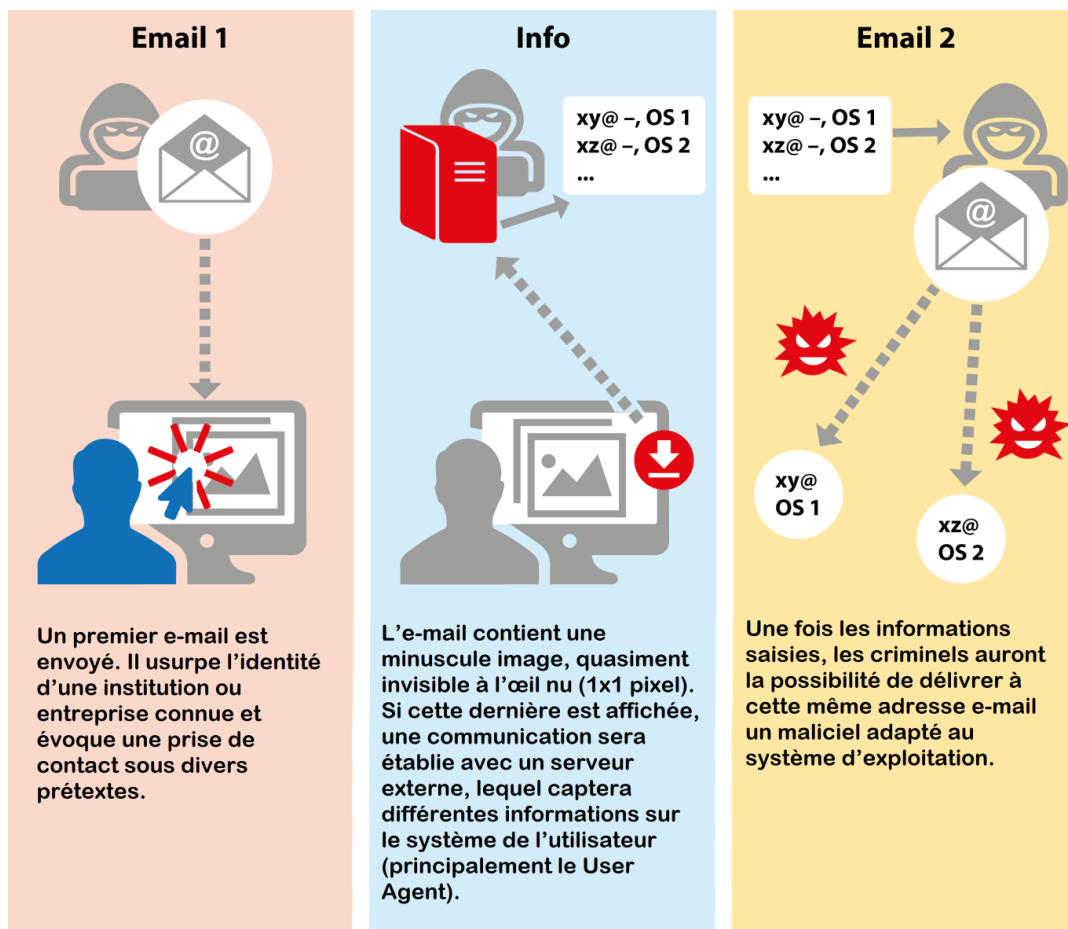 Email 1
@
Un premier e-mail est
envoyé. Il usurpe l’identité
d’une institution ou
entreprise connue et
évoque une prise de
contact sous divers
prétextes.
Info
xy@ –, OS 1
xz@ –, OS 2
...
L’e-mail contient une
minuscule image, quasiment
invisible à l’œil nu (1x1 pixel).
Si cette dernière est affichée,
une communication sera
établie avec un serveur
externe, lequel captera
différentes informations sur
le système de l’utilisateur
(principalement le User
Agent).
Email 2
xy@ –, OS 1
xz@ –, OS 2
...
@
xy@
OS 1
xz@
OS 2
Une fois les informations
saisies, les criminels auront
la possibilité de délivrer à
cette même adresse e-mail
un maliciel adapté au
système d’exploitation.